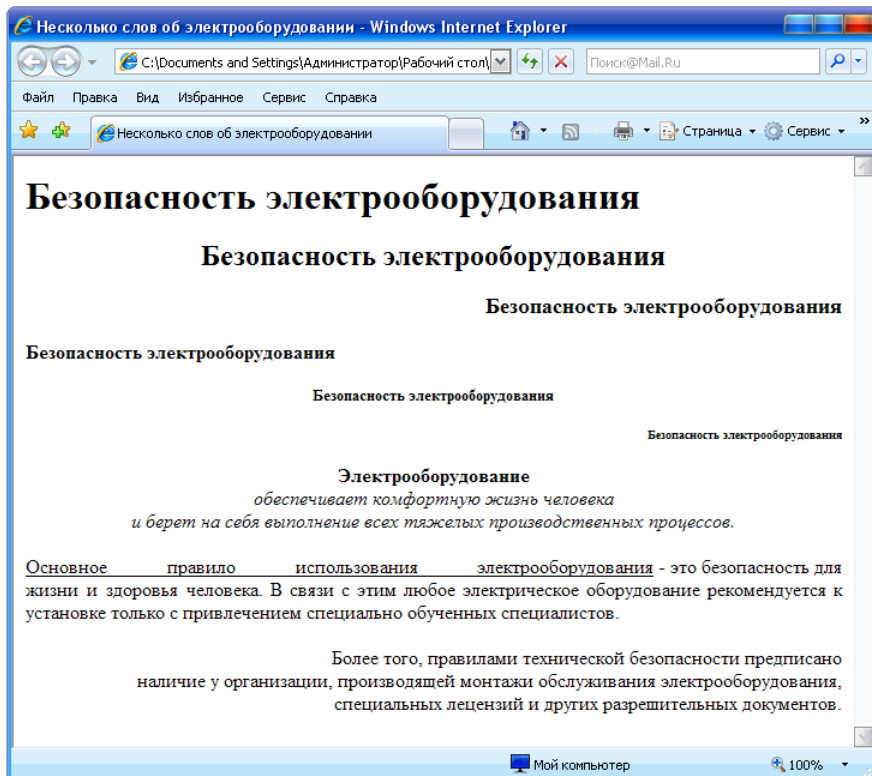 Несколько слов об электрооборудовании - Windows Internet Explorer
C:\Documents and Settings\Администратор\Рабочий стол\ Поиск@Mail.Ru
Файл Правка Вид Избранное Сервис Справка
Несколько слов об электрооборудовании Страница Сервис »
Безопасность электрооборудования
Безопасность электрооборудования
Безопасность электрооборудования
Безопасность электрооборудования
Безопасность электрооборудования
Безопасность электрооборудования
Электрооборудование
обеспечивает комфортную жизнь человека
и берет на себя выполнение всех тяжелых производственных процессов.
Основное правило использования электрооборудования - это безопасность для
жизни и здоровья человека. В связи с этим любое электрическое оборудование рекомендуется к
установке только с привлечением специально обученных специалистов.
Более того, правилами технической безопасности предписано
наличие у организации, производящей монтажи обслуживания электрооборудования,
специальных лецензий и других разрешительных документов.
Мой компьютер 100%